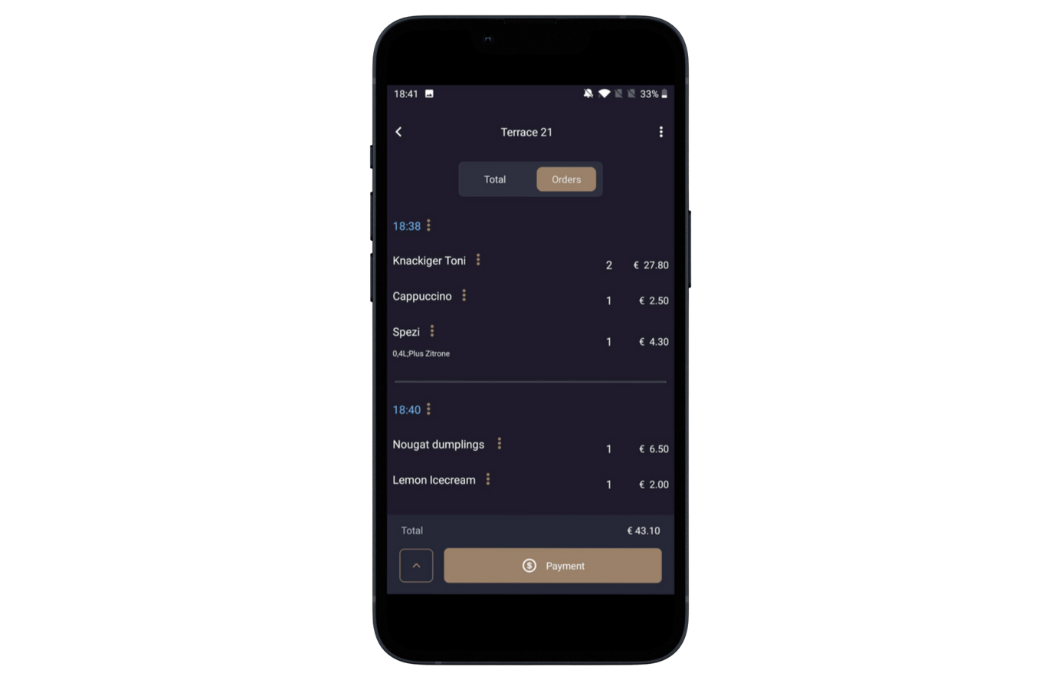 18:41 33%
Terrace 21
Total Orders
18:38
Knackiger Toni 2 € 27.80
Cappuccino 1 € 2.50
Spezi 1 € 4.30
0,4L;Plus Zitrone
18:40
Nougat dumplings 1 € 6.50
Lemon Icecream 1 € 2.00
Total € 43.10
$ Payment